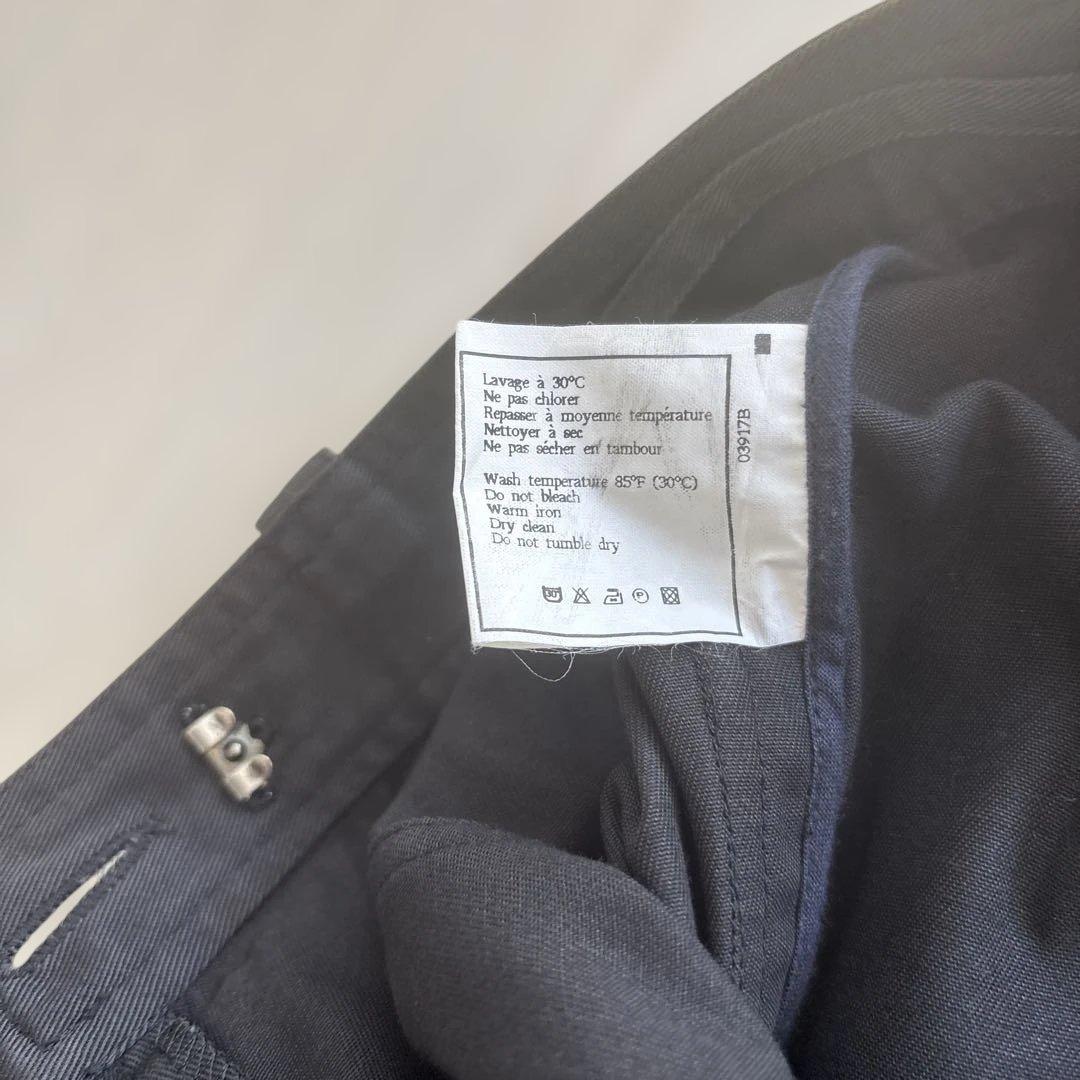 Lavage à 30°C
Ne pas chlorer
Repasser à moyenne température
Nettoyer à sec
Ne pas sécher en tambour
Wash temperature 85°F (30°C)
Do not bleach
Warm iron
Dry clean
Do not tumble dry
30° P
03917B